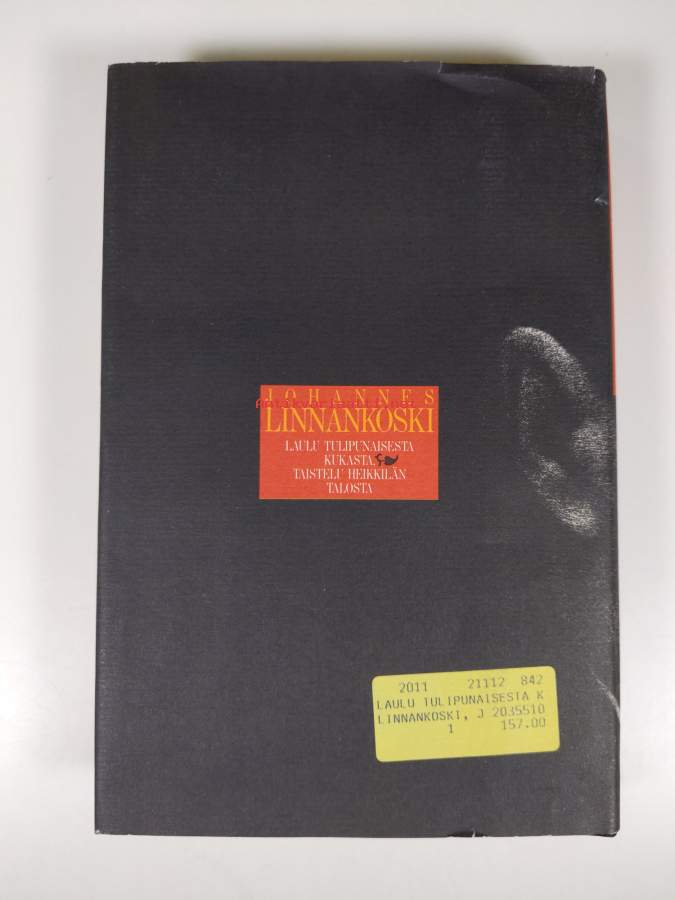 JOHANNES
LINNANKOSKI
LAULU TULIPUNAISESTA
KUKASTA,
TAISTELU HEIKKILÄN
TALOSTA
2011 21112 842
LAULU TULIPUNAISESTA K
LINNANKOSKI, J 2035510
1 157.00